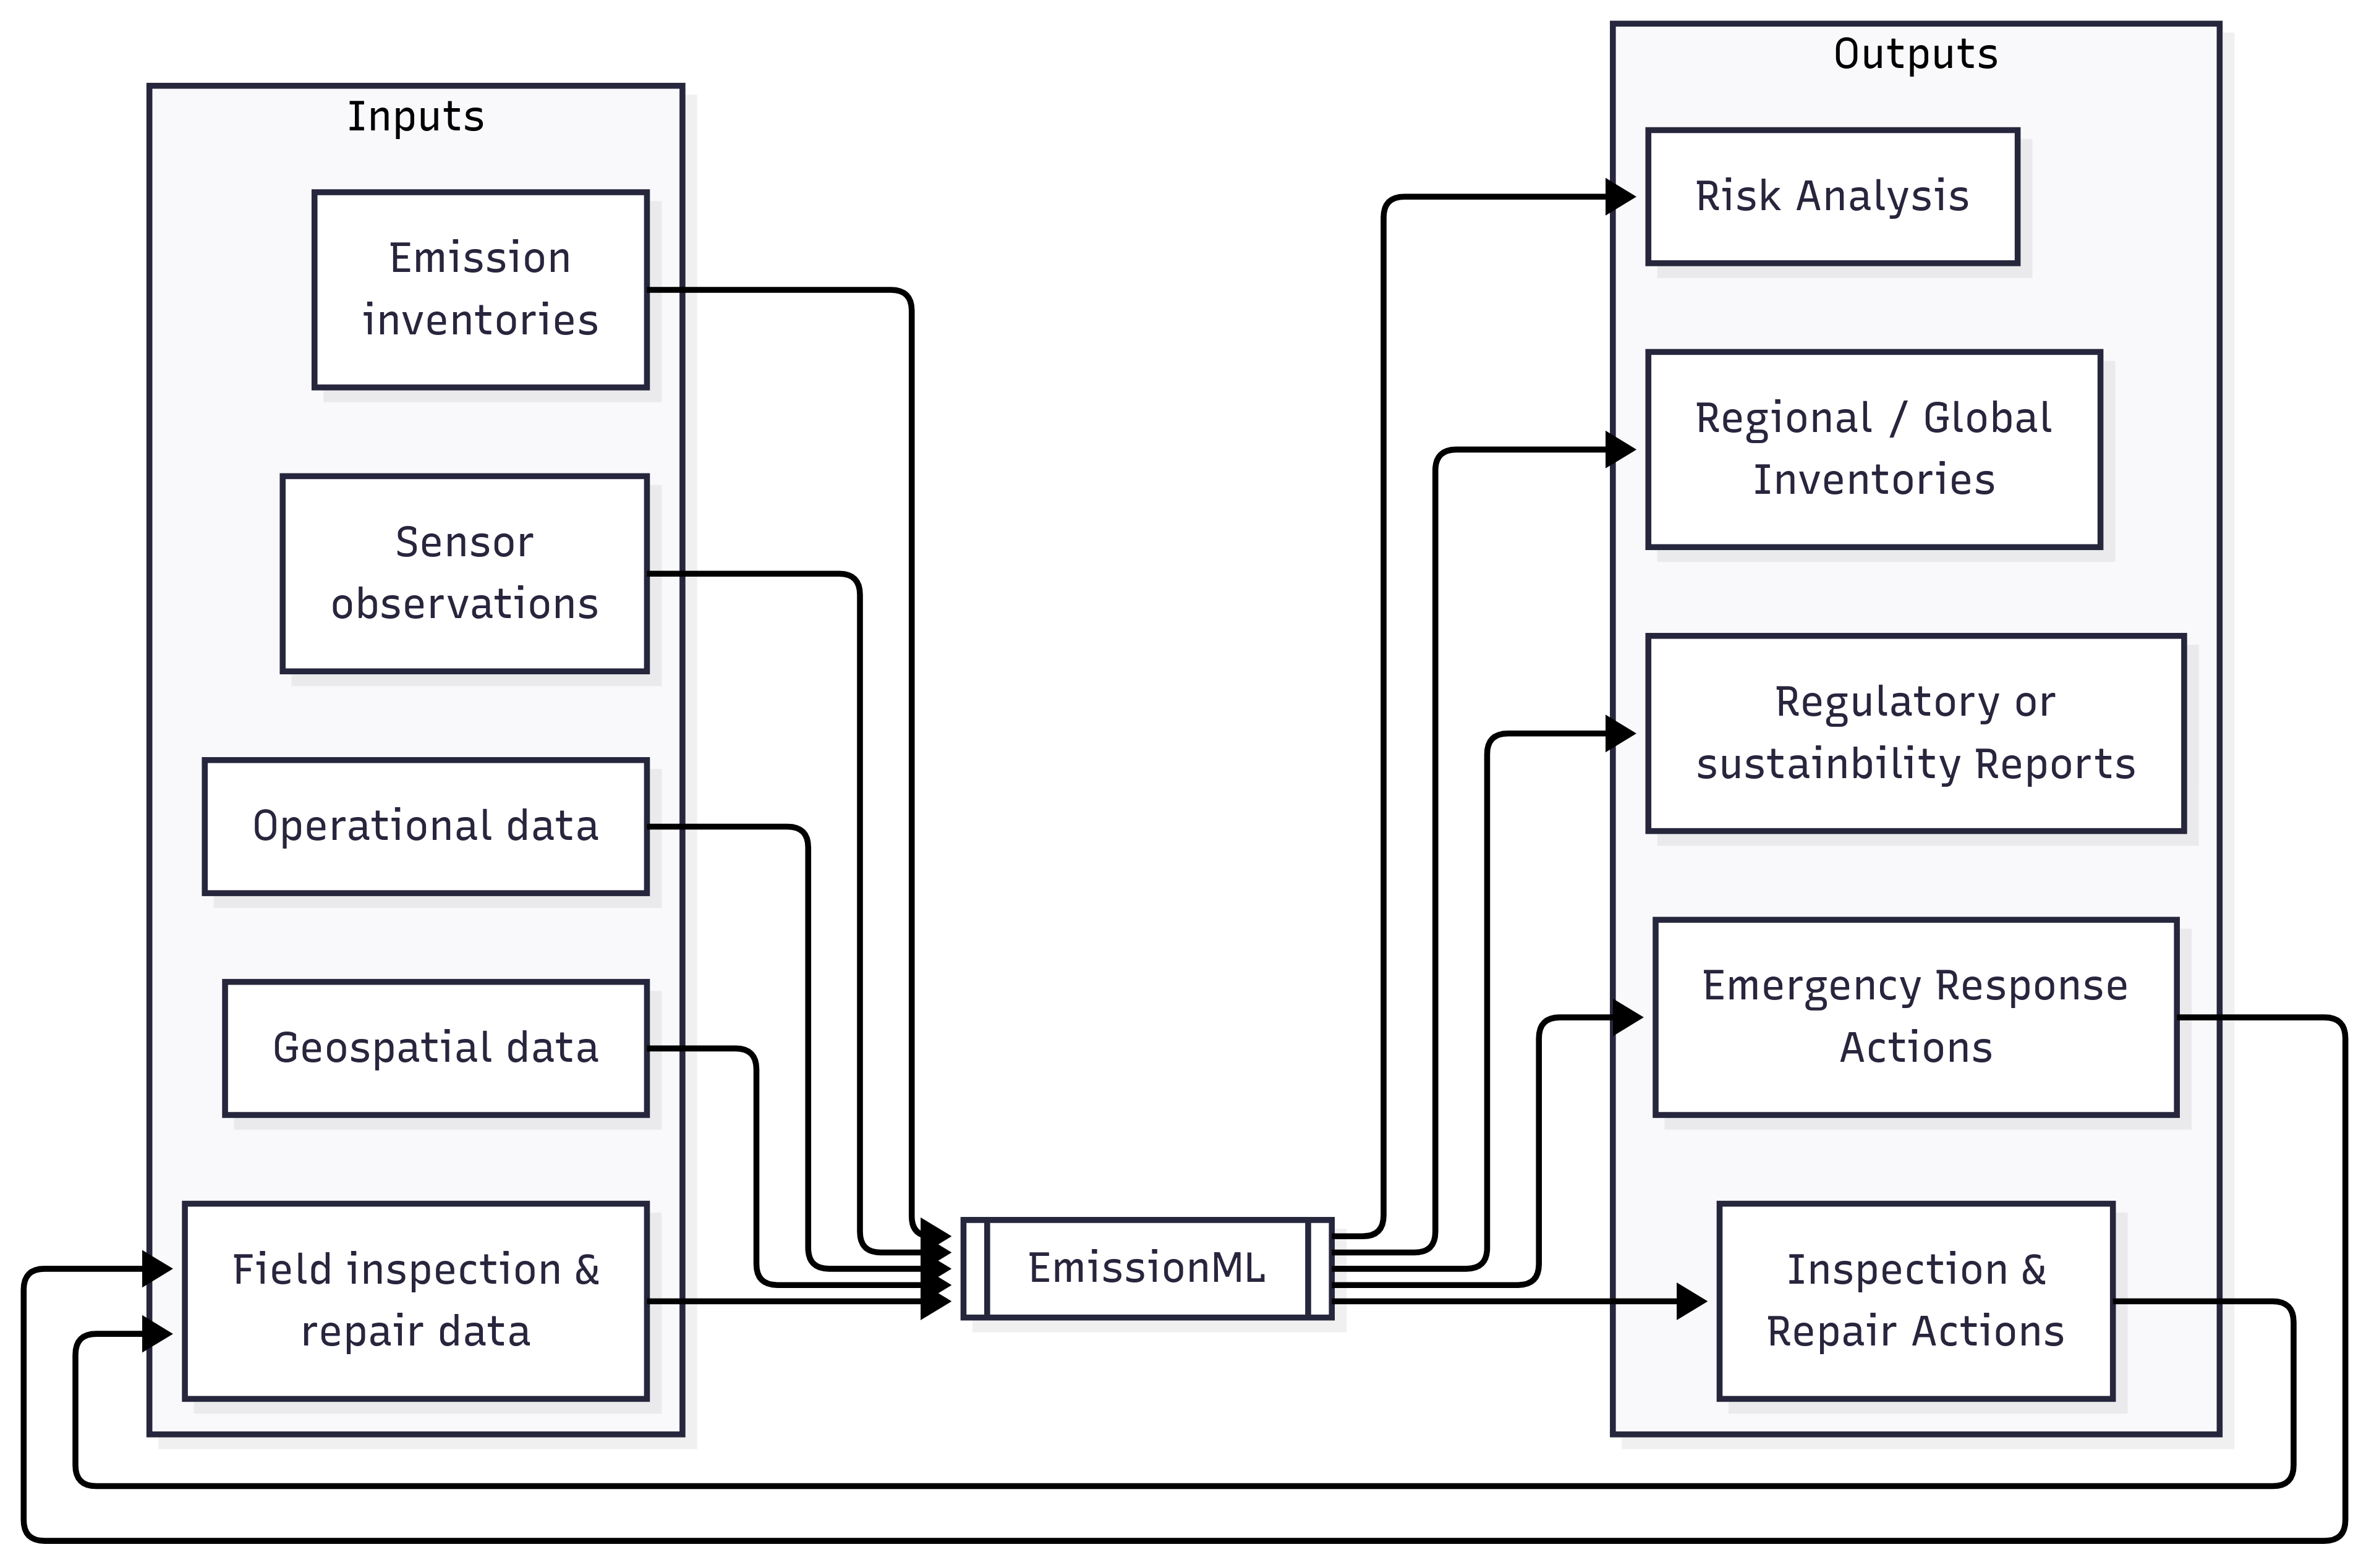 Inputs
Emission
inventories
Sensor
observations
Operational data
Geospatial data
Field inspection &
repair data
EmissionML
Outputs
Risk Analysis
Regional / Global
Inventories
Regulatory or
sustainbility Reports
Emergency Response
Actions
Inspection &
Repair Actions